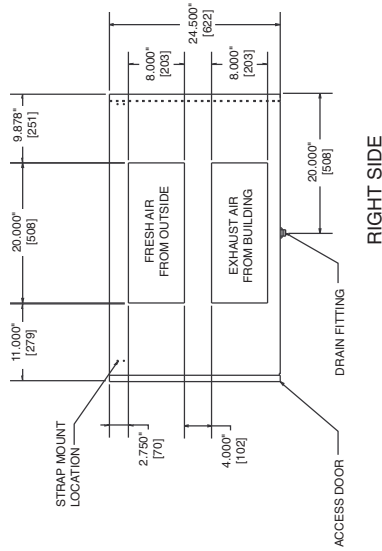 24.500"
[622]
8.000"
[203]
8.000"
[203]
9.878"
[251]
20.000"
[508]
11.000"
[279]
20.000"
[508]
FRESH AIR
FROM OUTSIDE
EXHAUST AIR
FROM BUILDING
STRAP MOUNT
LOCATION
2.750"
[70]
4.000"
[102]
DRAIN FITTING
ACCESS DOOR
RIGHT SIDE